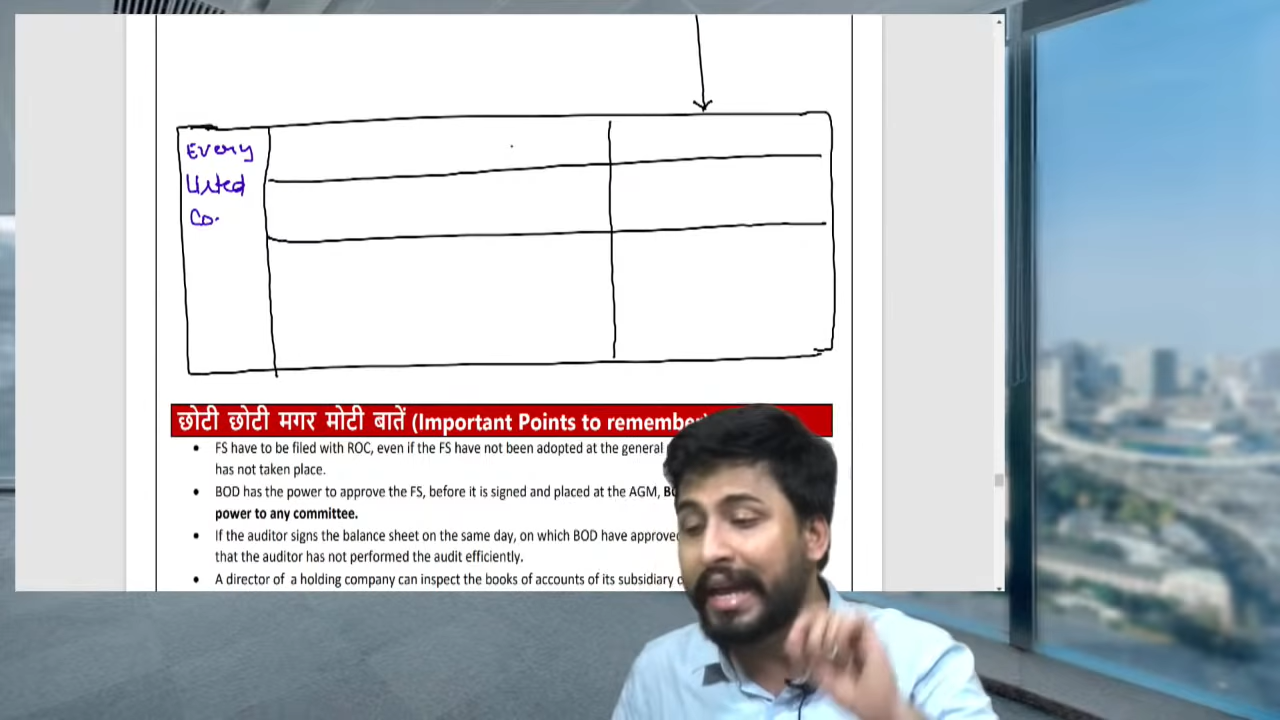 Every
Listed
Co.
छोटी छोटी मगर मोटी बातें (Important Points to remember)
FS have to be filed with ROC, even if the FS have not been adopted at the general
has not taken place.
BOD has the power to approve the FS, before it is signed and placed at the AGM,
power to any committee.
If the auditor signs the balance sheet on the same day, on which BOD have approved
that the auditor has not performed the audit efficiently.
A director of a holding company can inspect the books of accounts of its subsidiary